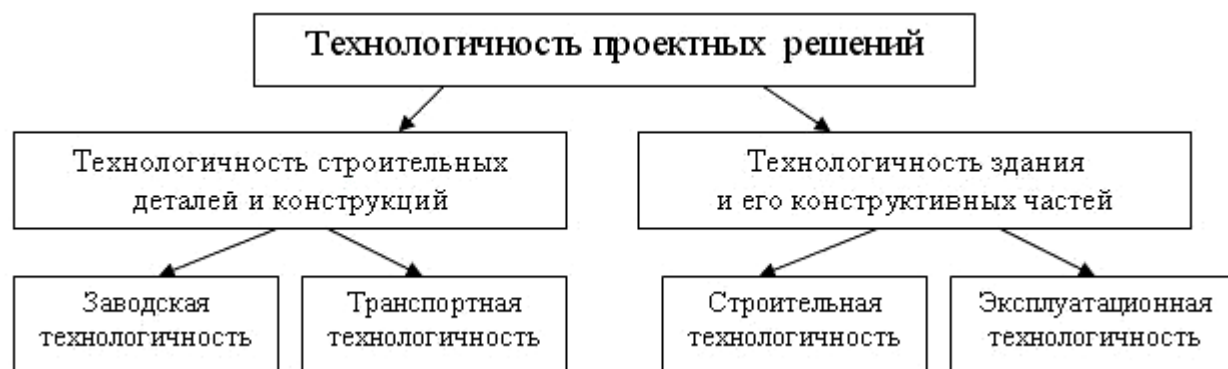 Технологичность проектных решений
Технологичность строительных
деталей и конструкций
Технологичность здания
и его конструктивных частей
Заводская
технологичность
Транспортная
технологичность
Строительная
технологичность
Эксплуатационная
технологичность